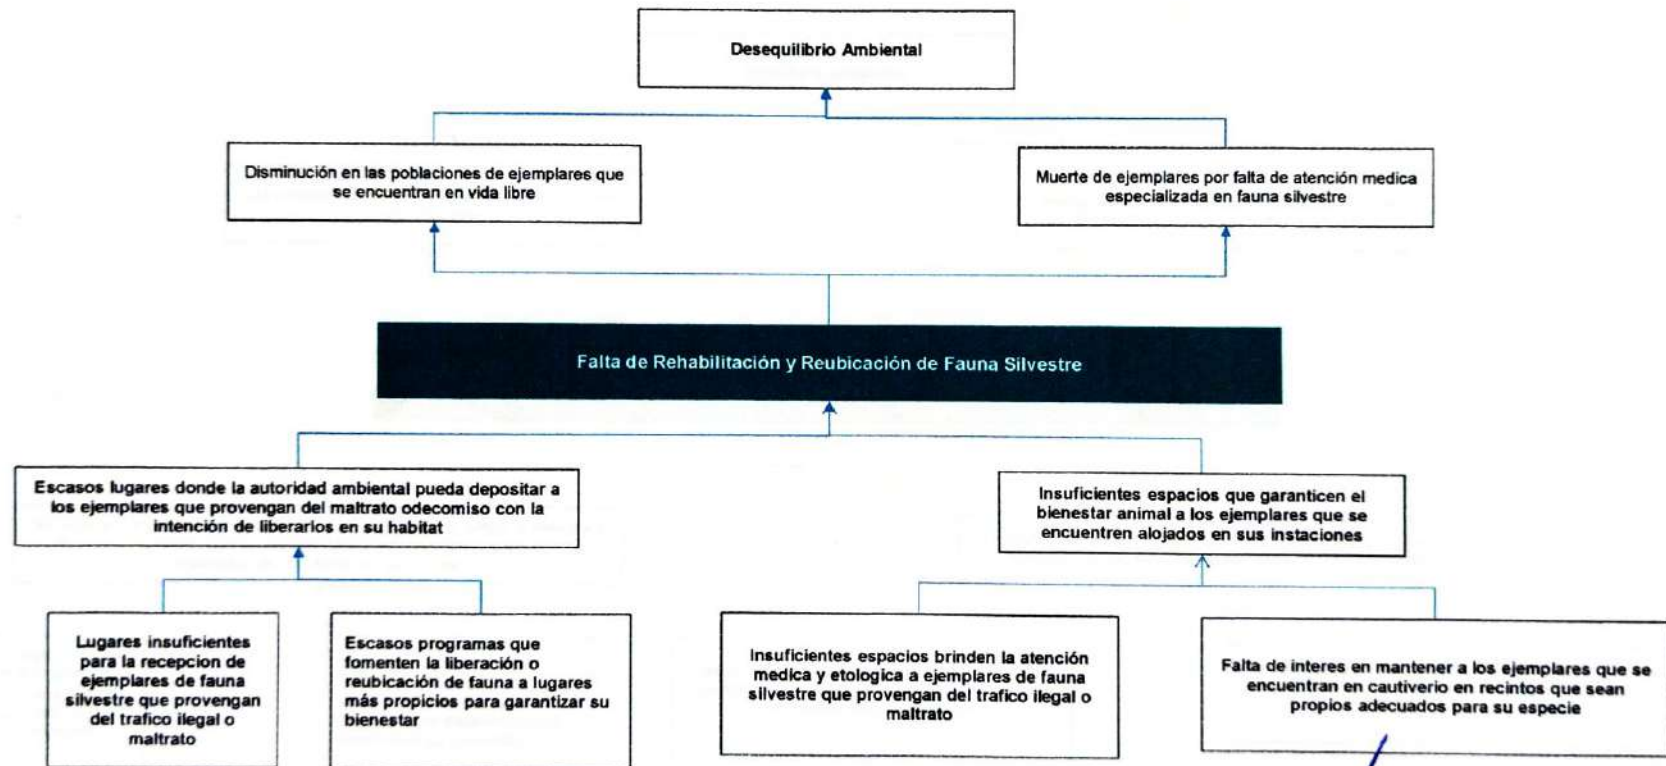 Desequilibrio Ambiental
Disminución en las poblaciones de ejemplares que
se encuentran en vida libre
Muerte de ejemplares por falta de atención medica
especializada en fauna silvestre
Falta de Rehabilitación y Reubicación de Fauna Silvestre
Escasos lugares donde la autoridad ambiental pueda depositar a
los ejemplares que provengan del maltrato odecomiso con la
intención de liberarlos en su habitat
Insuficientes espacios que garanticen el
bienestar animal a los ejemplares que se
encuentren alojados en sus instaciones
Lugares insuficientes
para la recepcion de
ejemplares de fauna
silvestre que provengan
del trafico ilegal o
maltrato
Escasos programas que
fomenten la liberación o
reubicación de fauna a lugares
más propicios para garantizar su
bienestar
Insuficientes espacios brinden la atención
medica y etologica a ejemplares de fauna
silvestre que provengan del trafico ilegal o
maltrato
Falta de interes en mantener a los ejemplares que se
encuentran en cautiverio en recintos que sean
propios adecuados para su especie